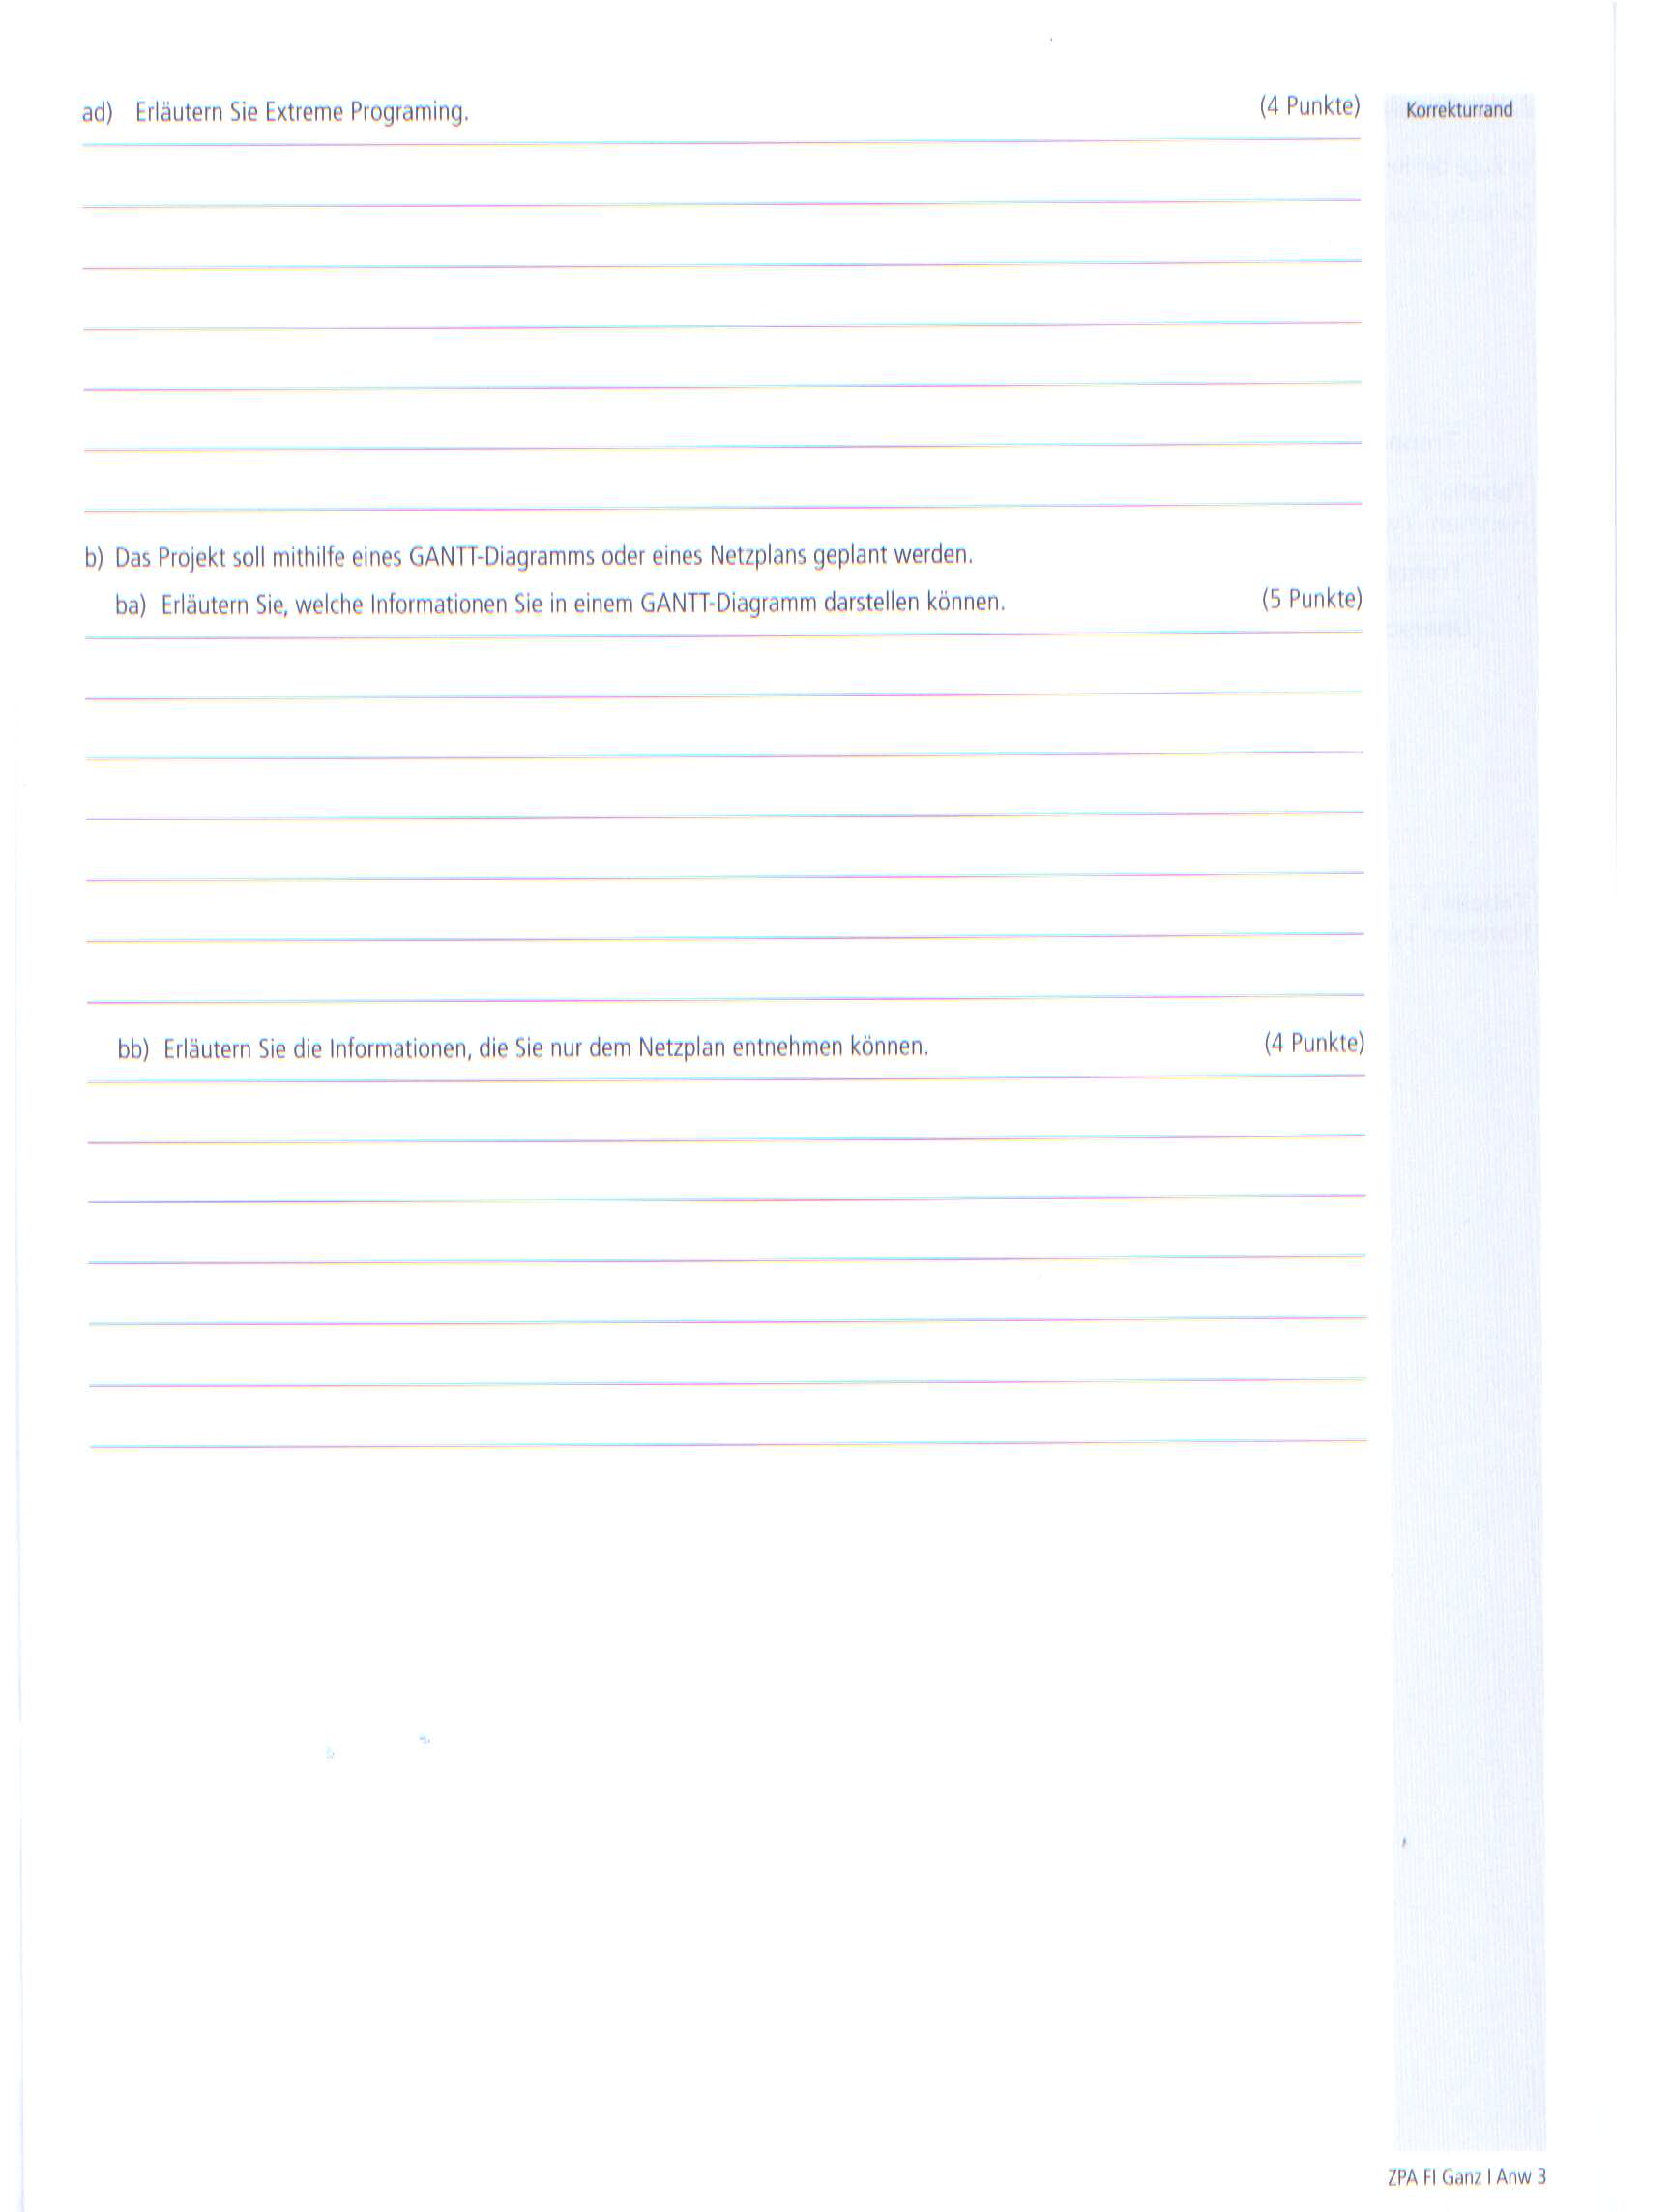 ad) Erläutern Sie Extreme Programing. (4 Punkte) Korrekturrand
b) Das Projekt soll mithilfe eines GANTT-Diagramms oder eines Netzplans geplant werden.
ba) Erläutern Sie, welche Informationen Sie in einem GANTT-Diagramm darstellen können. (5 Punkte)
bb) Erläutern Sie die Informationen, die Sie nur dem Netzplan entnehmen können. (4 Punkte)
ZPA FI Ganz I Anw 3